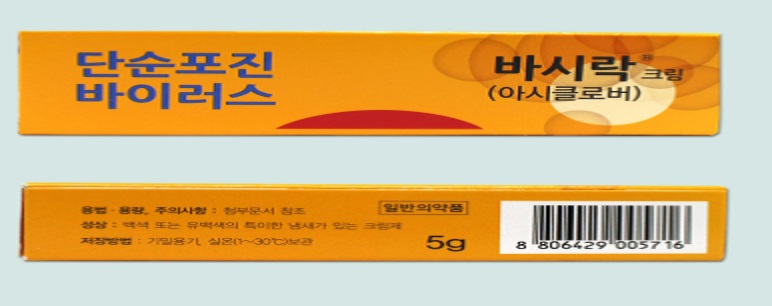 단순포진
바이러스
바시락® 크림
(아시클로버)
용법·용량, 주의사항 : 첨부문서 참조
성상 : 백색 또는 유백색의 특이한 냄새가 있는 크림제
저장방법 : 기밀용기, 실온(1~30℃)보관
일반의약품
5g
8 806429 005716